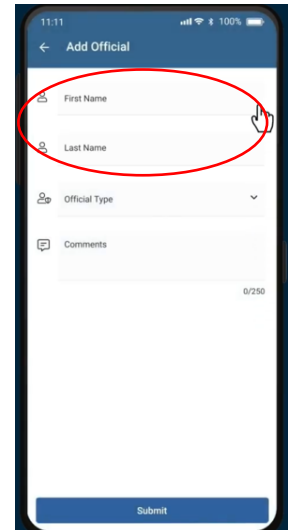 11:11 100%
Add Official
First Name
Last Name
Official Type
Comments
0/250
Submit